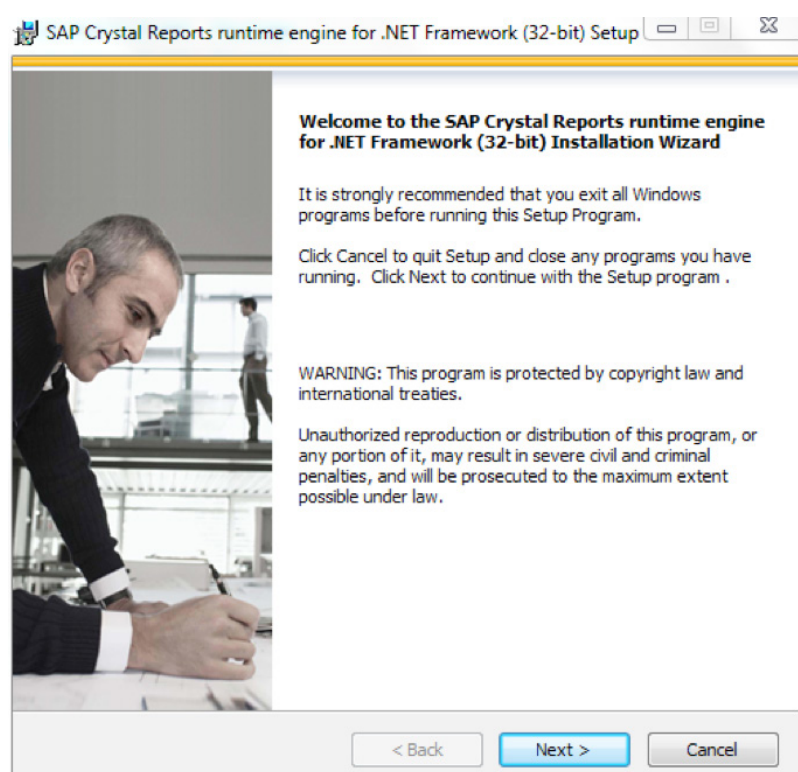 SAP Crystal Reports runtime engine for .NET Framework (32-bit) Setup
Welcome to the SAP Crystal Reports runtime engine
for .NET Framework (32-bit) Installation Wizard
It is strongly recommended that you exit all Windows
programs before running this Setup Program.
Click Cancel to quit Setup and close any programs you have
running.  Click Next to continue with the Setup program .
WARNING: This program is protected by copyright law and
international treaties.
Unauthorized reproduction or distribution of this program, or
any portion of it, may result in severe civil and criminal
penalties, and will be prosecuted to the maximum extent
possible under law.
< Back Next > Cancel